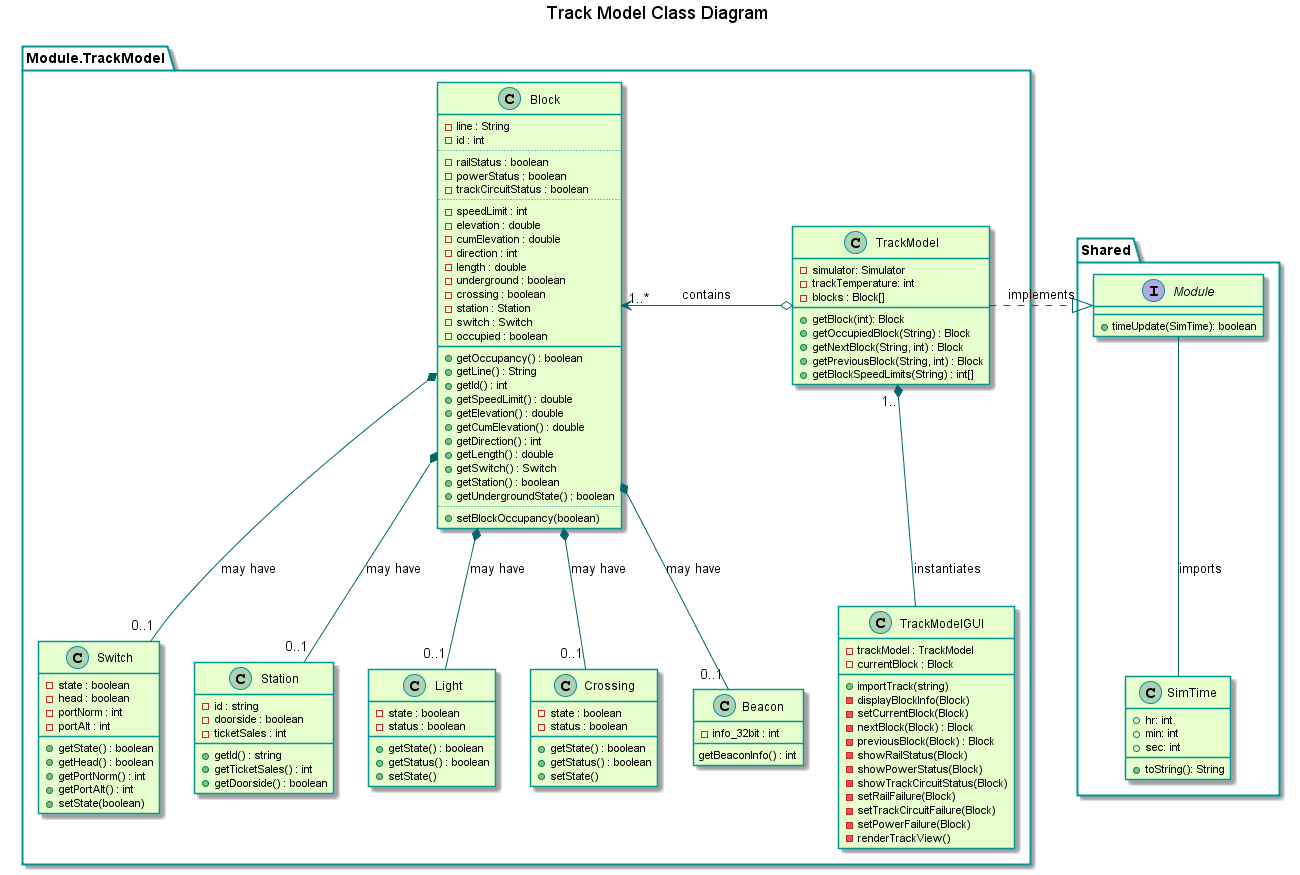 Track Model Class Diagram
Module.TrackModel
C Block
line : String
id : int
railStatus : boolean
powerStatus : boolean
trackCircuitStatus : boolean
speedLimit : int
elevation : double
cumElevation : double
direction : int
length : double
underground : boolean
crossing : boolean
station : Station
switch : Switch
occupied : boolean
getOccupancy() : boolean
getLine() : String
getId() : int
getSpeedLimit() : double
getElevation() : double
getCumElevation() : double
getDirection() : int
getLength() : double
getSwitch() : Switch
getStation() : boolean
getUndergroundState() : boolean
setBlockOccupancy(boolean)
1..*
contains
C TrackModel
simulator: Simulator
trackTemperature: int
blocks : Block[]
getBlock(int): Block
getOccupiedBlock(String) : Block
getNextBlock(String, int) : Block
getPreviousBlock(String, int) : Block
getBlockSpeedLimits(String) : int[]
implements
1..
Shared
I Module
timeUpdate(SimTime): boolean
may have
may have
may have
may have
may have
instantiates
imports
0..1
0..1
0..1
0..1
0..1
C Switch
state : boolean
head : boolean
portNorm : int
portAlt : int
getState() : boolean
getHead() : boolean
getPortNorm() : int
getPortAlt() : int
setState(boolean)
C Station
id : string
doorside : boolean
ticketSales : int
getId() : string
getTicketSales() : int
getDoorside() : boolean
C Light
state : boolean
status : boolean
getState() : boolean
getStatus() : boolean
setState()
C Crossing
state : boolean
status : boolean
getState() : boolean
getStatus() : boolean
setState()
C Beacon
info_32bit : int
getBeaconInfo() : int
C TrackModelGUI
trackModel : TrackModel
currentBlock : Block
importTrack(string)
displayBlockInfo(Block)
setCurrentBlock(Block)
nextBlock(Block) : Block
previousBlock(Block) : Block
showRailStatus(Block)
showPowerStatus(Block)
showTrackCircuitStatus(Block)
setRailFailure(Block)
setTrackCircuitFailure(Block)
setPowerFailure(Block)
renderTrackView()
C SimTime
hr: int
min: int
sec: int
toString(): String